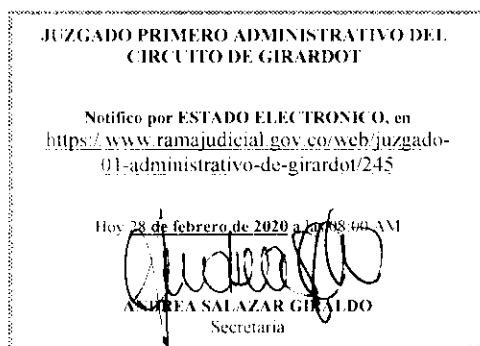 JUZGADO PRIMERO ADMINISTRATIVO DEL
CIRCUITO DE GIRARDOT
Notifico por ESTADO ELECTRONICO, en
https:/ www.ramajudicial.gov.co/web/juzgado-
01-administrativo-de-girardot/245
Hoy 28 de febrero de 2020 a las 08:00 AM
ANDREA SALAZAR GIRALDO
Secretaria